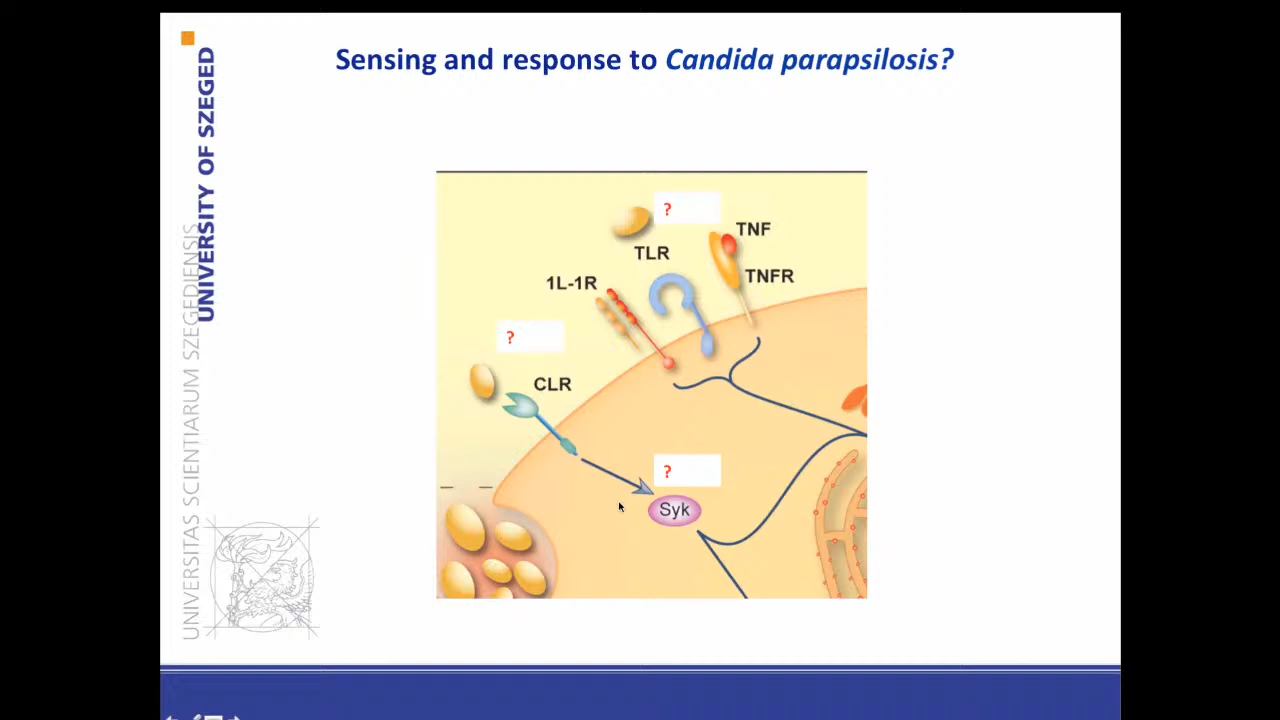 Sensing and response to Candida parapsilosis?
UNIVERSITY OF SZEGED
UNIVERSITAS SCIENTIARUM SZEGEDIENSIS
?
TNF
TLR
TNFR
1L-1R
?
CLR
?
Syk